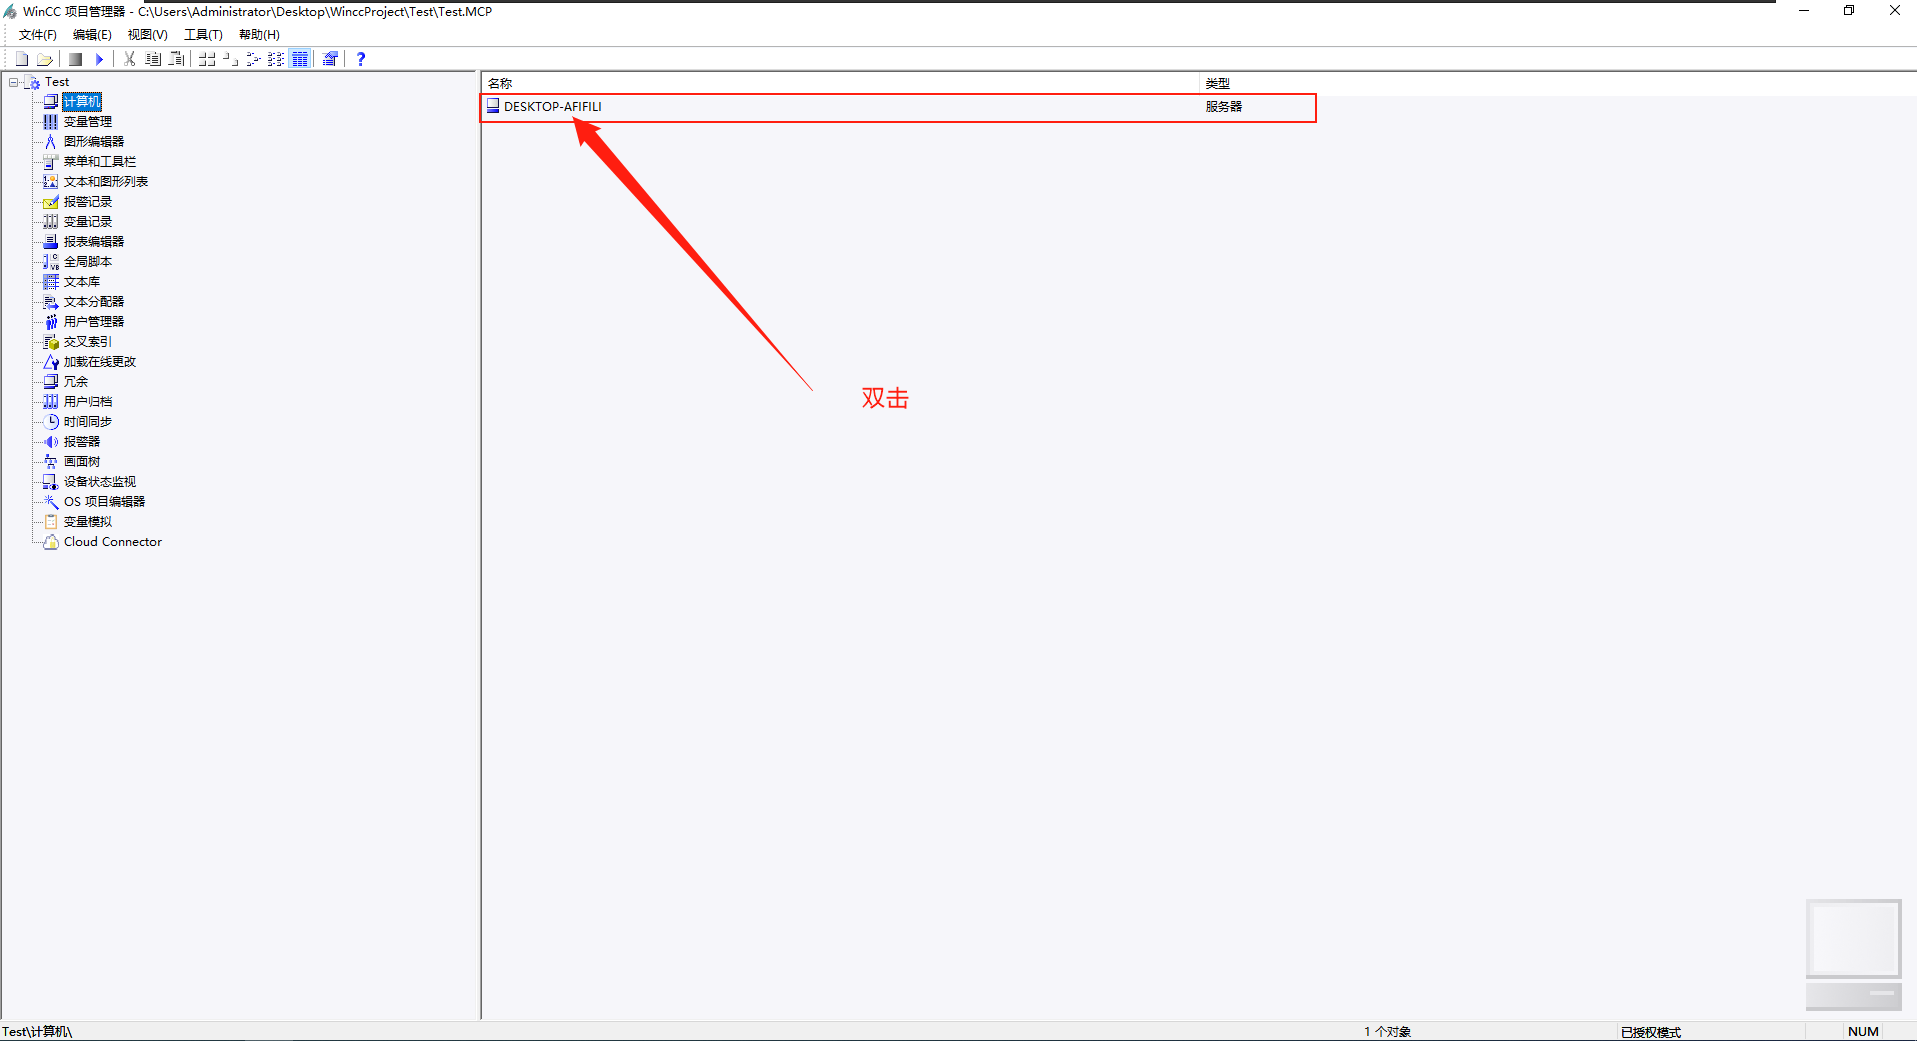 WinCC 项目管理器 - C:\Users\Administrator\Desktop\WinccProject\Test\Test.MCP
文件(F) 编辑(E) 视图(V) 工具(T) 帮助(H)
Test
计算机
变量管理
图形编辑器
菜单和工具栏
文本和图形列表
报警记录
变量记录
报表编辑器
全局脚本
文本库
文本分配器
用户管理器
交叉索引
加载在线更改
冗余
用户归档
时间同步
报警器
画面树
设备状态监视
OS 项目编辑器
变量模拟
Cloud Connector
名称 类型
DESKTOP-AFIFILI 服务器
双击
Test\计算机\ 1 个对象 已授权模式 NUM